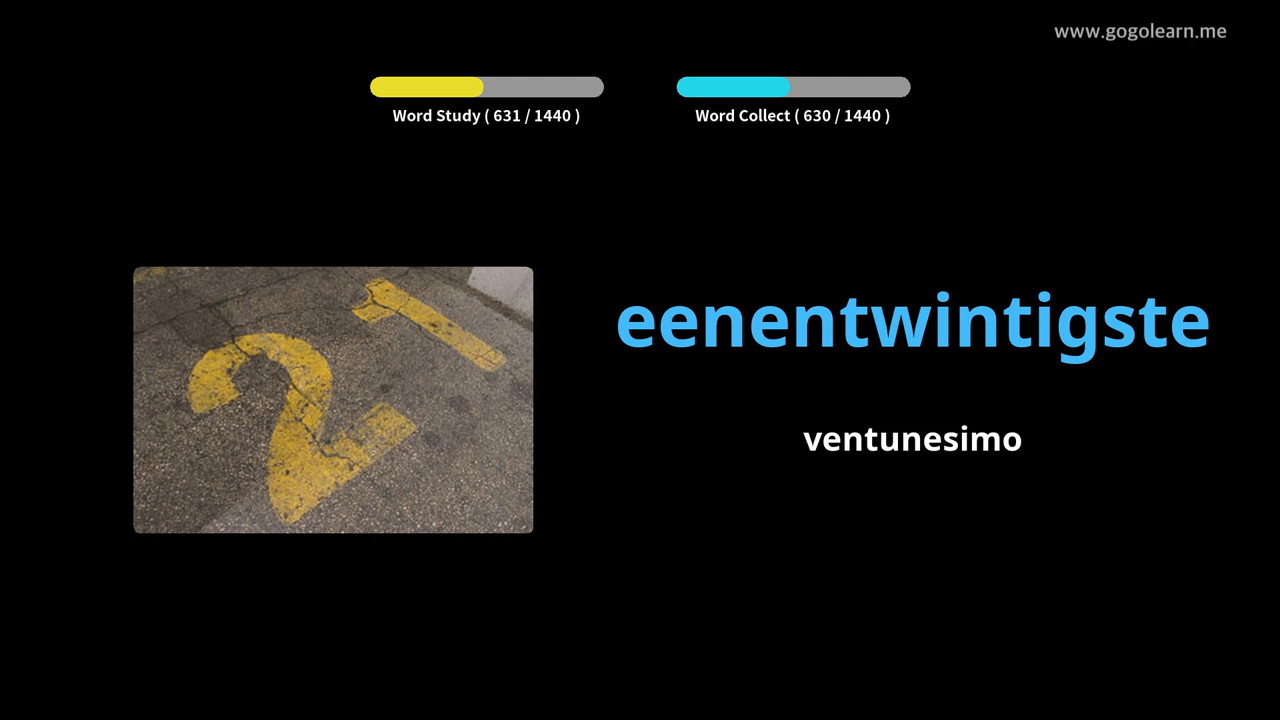 www.gogolearn.me
Word Study ( 631 / 1440 )
Word Collect ( 630 / 1440 )
21
eenentwintigste
ventunesimo